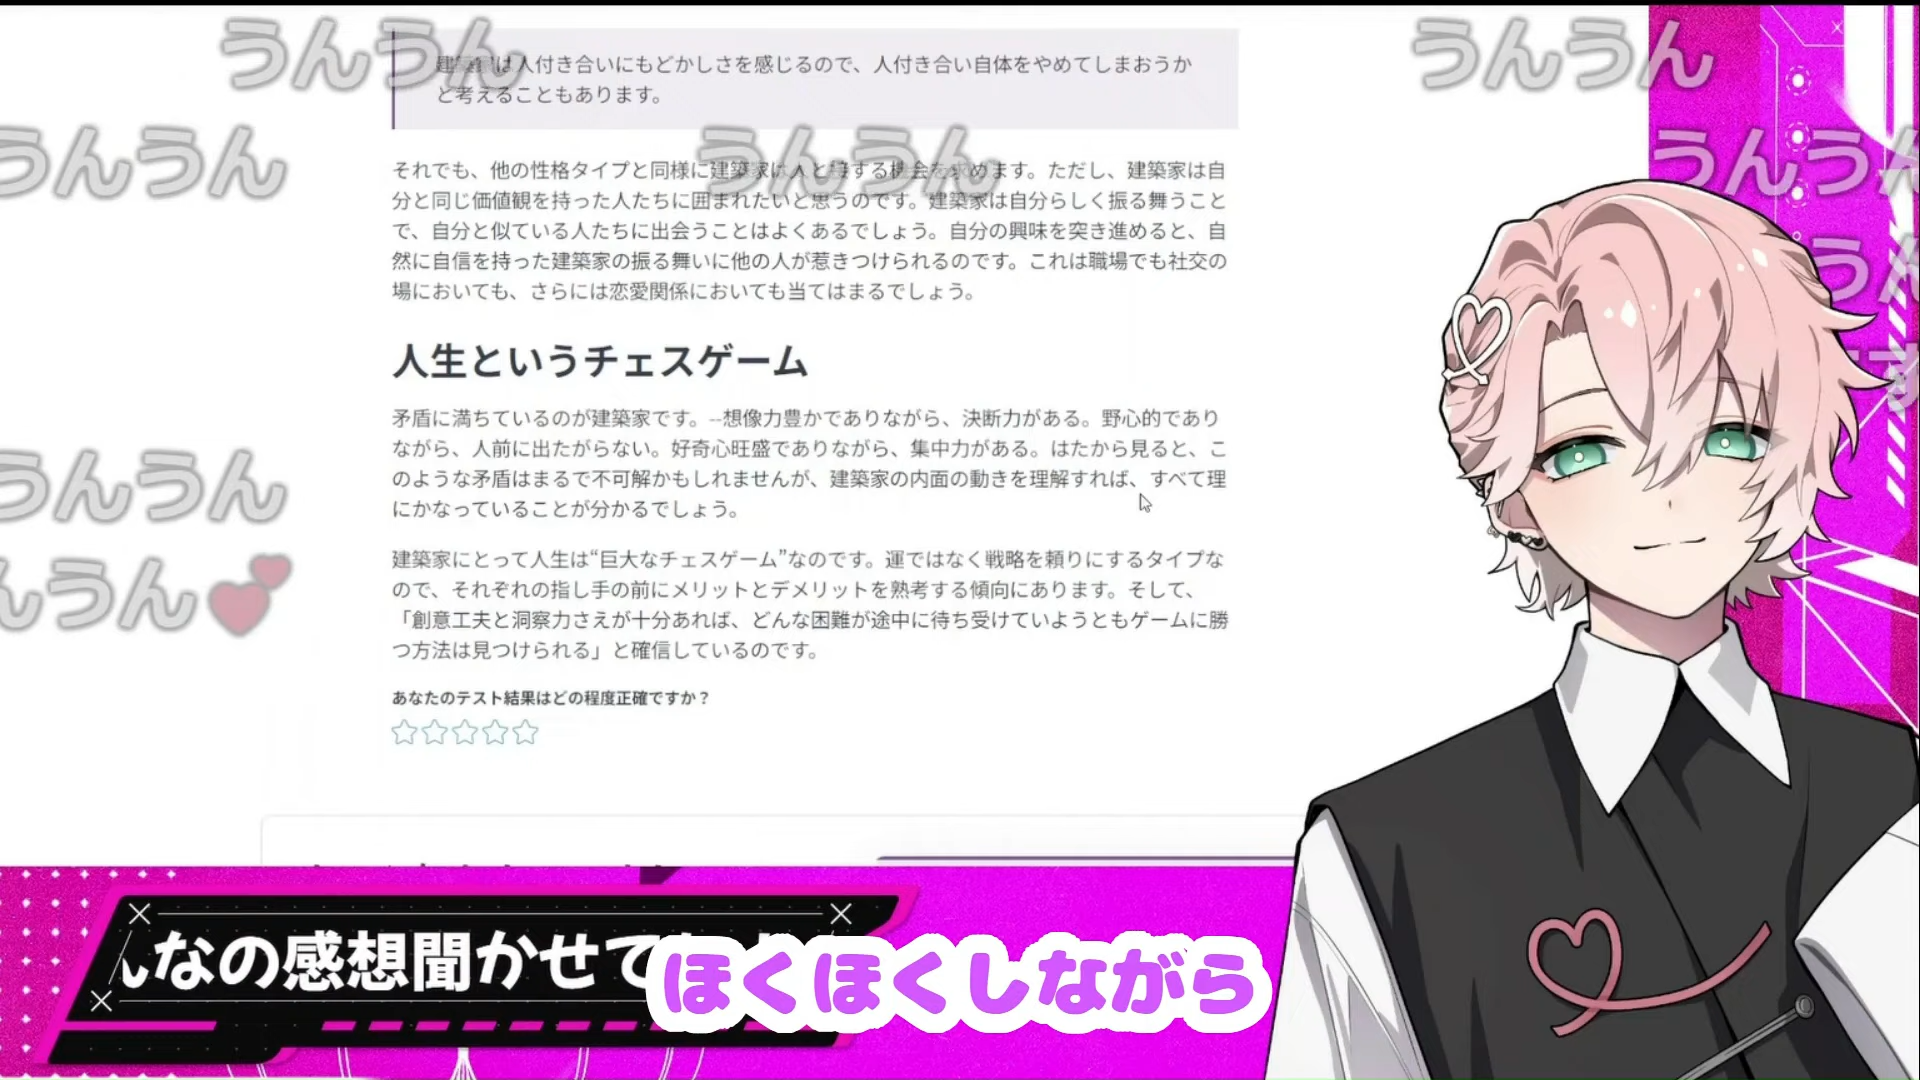 うんうん
うんうん
建築家は人付き合いにもどかしさを感じるので、人付き合い自体をやめてしまおうか
と考えることもあります。
うんうん
うんうん
うんう
それでも、他の性格タイプと同様に建築家は人と接する機会を求めます。ただし、建築家は自
分と同じ価値観を持った人たちに囲まれたいと思うのです。建築家は自分らしく振る舞うこと
で、自分と似ている人たちに出会うことはよくあるでしょう。自分の興味を突き進めると、自
然に自信を持った建築家の振る舞いに他の人が惹きつけられるのです。これは職場でも社交の
場においても、さらには恋愛関係においても当てはまるでしょう。
人生というチェスゲーム
矛盾に満ちているのが建築家です。--想像力豊かでありながら、決断力がある。野心的であり
ながら、人前に出たがらない。好奇心旺盛でありながら、集中力がある。はたから見ると、こ
のような矛盾はまるで不可解かもしれませんが、建築家の内面の動きを理解すれば、すべて理
にかなっていることが分かるでしょう。
うんうん
建築家にとって人生は“巨大なチェスゲーム”なのです。運ではなく戦略を頼りにするタイプな
ので、それぞれの指し手の前にメリットとデメリットを熟考する傾向にあります。そして、
「創意工夫と洞察力さえが十分あれば、どんな困難が途中に待ち受けていようともゲームに勝
つ方法は見つけられる」と確信しているのです。
んうん💕
あなたのテスト結果はどの程度正確ですか？
んなの感想聞かせて
ほくほくしながら